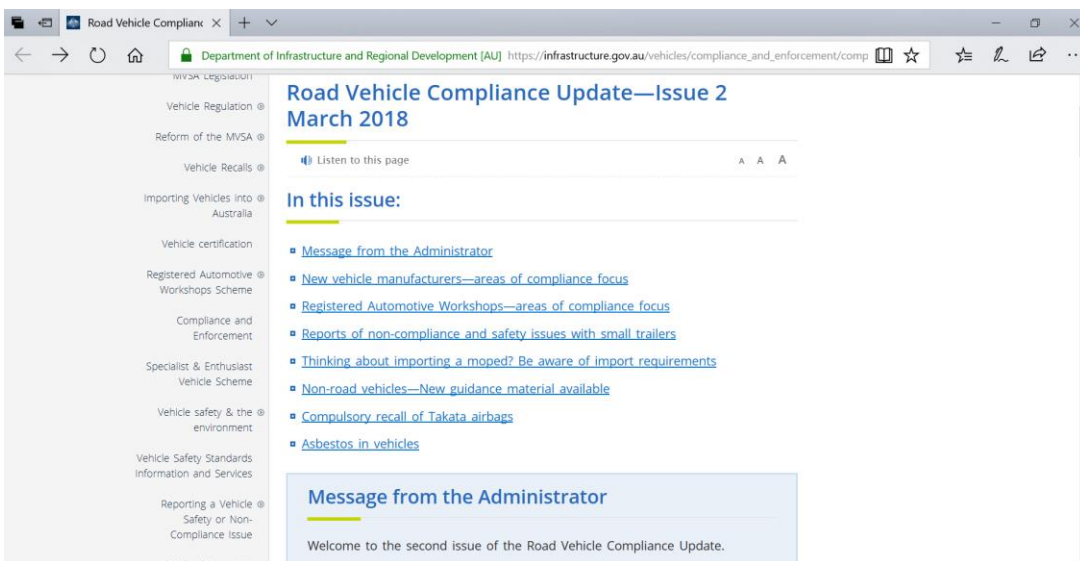 Road Vehicle Complianc
Department of Infrastructure and Regional Development [AU] https://infrastructure.gov.au/vehicles/compliance_and_enforcement/comp
MVSA Legislation
Vehicle Regulation
Reform of the MVSA
Vehicle Recalls
Importing Vehicles into
Australia
Vehicle certification
Registered Automotive
Workshops Scheme
Compliance and
Enforcement
Specialist & Enthusiast
Vehicle Scheme
Vehicle safety & the
environment
Vehicle Safety Standards
Information and Services
Reporting a Vehicle
Safety or Non-
Compliance Issue
Road Vehicle Compliance Update—Issue 2
March 2018
Listen to this page
A A A
In this issue:
Message from the Administrator
New vehicle manufacturers—areas of compliance focus
Registered Automotive Workshops—areas of compliance focus
Reports of non-compliance and safety issues with small trailers
Thinking about importing a moped? Be aware of import requirements
Non-road vehicles—New guidance material available
Compulsory recall of Takata airbags
Asbestos in vehicles
Message from the Administrator
Welcome to the second issue of the Road Vehicle Compliance Update.